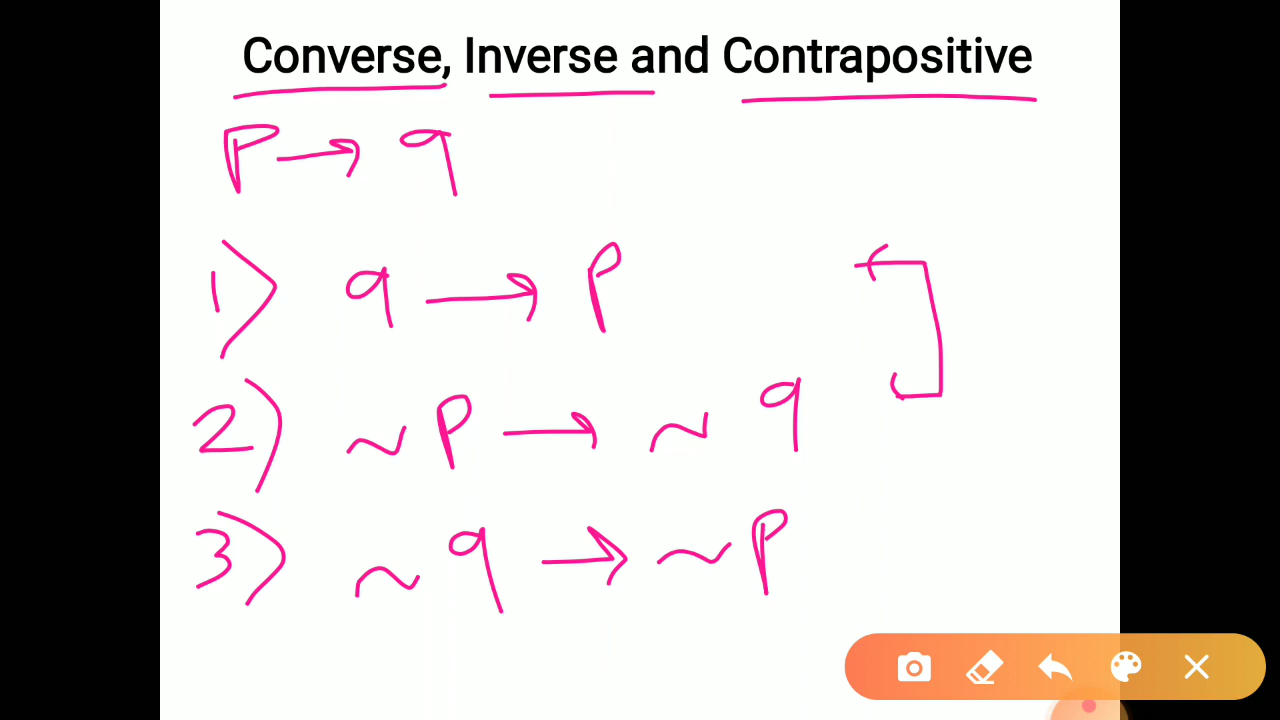 Converse, Inverse and Contrapositive
P → q
1) q → P
2) ~ P → ~ q
3) ~ q → ~ P